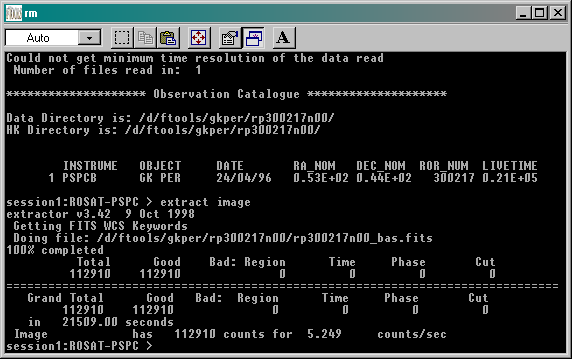 rm
Auto
A
Could not get minimum time resolution of the data read
Number of files read in: 1
******************** Observation Catalogue ********************
Data Directory is: /d/ftools/gkper/rp300217n00/
HK Directory is: /d/ftools/gkper/rp300217n00/
INSTRUME OBJECT DATE RA_NOM DEC_NOM ROR_NUM LIVETIME
1 PSPCB GK PER 24/04/96 0.53E+02 0.44E+02 300217 0.21E+05
session1:ROSAT-PSPC > extract image
extractor v3.42 9 Oct 1998
Getting FITS WCS Keywords
Doing file: /d/ftools/gkper/rp300217n00/rp300217n00_bas.fits
100% completed
Total Good Bad: Region Time Phase Cut
112910 112910 0 0 0 0
===============================================================================
Grand Total Good Bad: Region Time Phase Cut
112910 112910 0 0 0 0
in 21509.00 seconds
Image has 112910 counts for 5.249 counts/sec
session1:ROSAT-PSPC >